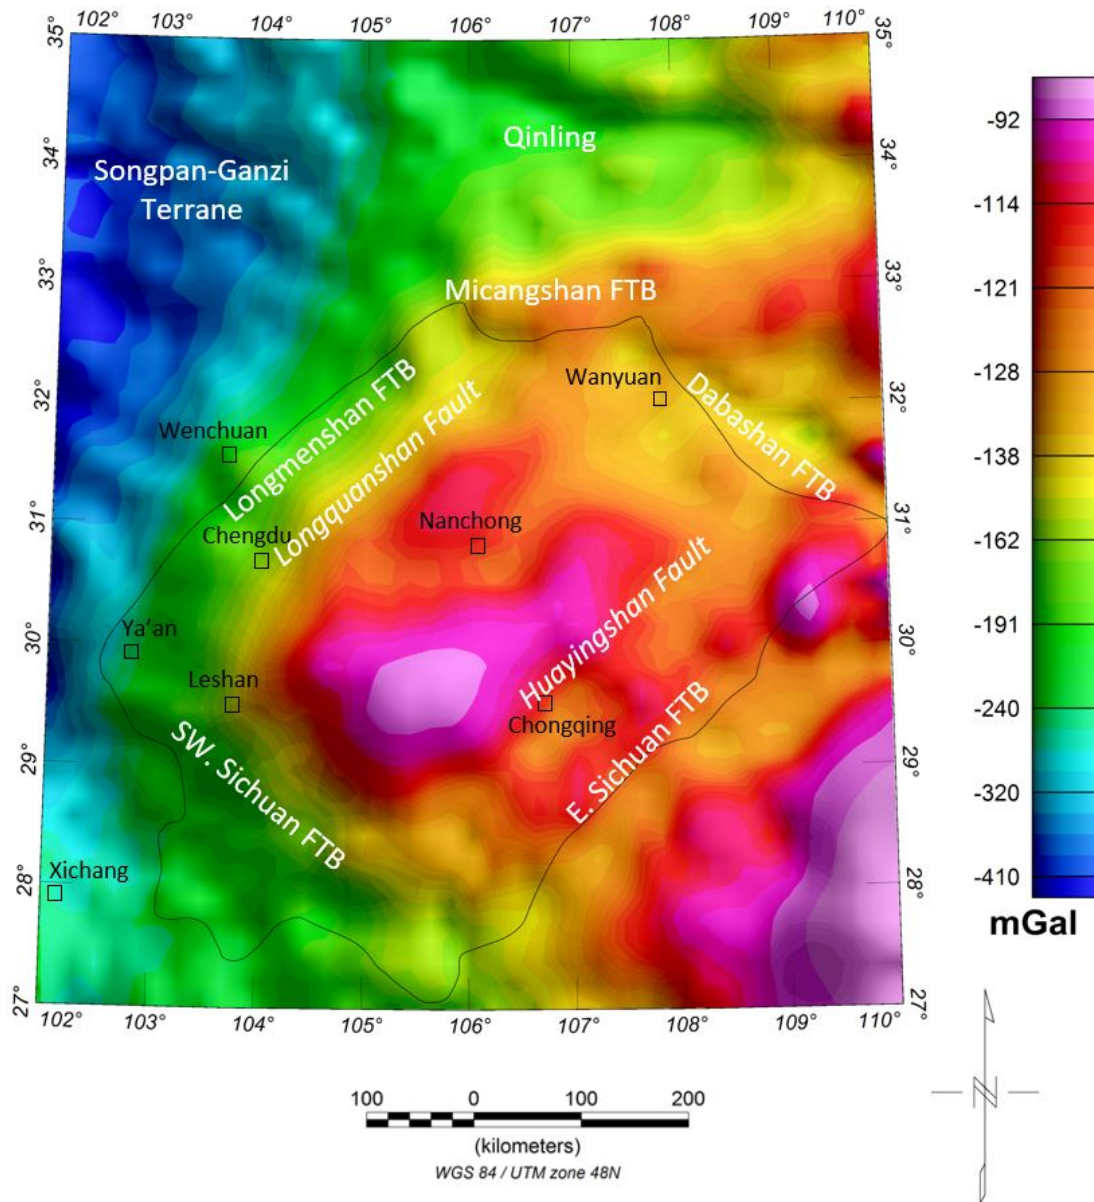 102° 103° 104° 105° 106° 107° 108° 109° 110°
35° 35°
-92
Qinling
34° 34°
Songpan-Ganzi
Terrane
-114
33° 33°
Micangshan FTB
-121
Wanyuan
-128
32° 32°
Dabashan FTB
Longmenshan FTB
Longquanshan Fault
Wenchuan
-138
31° 31°
Nanchong
Chengdu
-162
Huayingshan Fault
30° 30°
Ya'an
-191
Leshan
Chongqing
-240
E. Sichuan FTB
SW. Sichuan FTB
29° 29°
-320
Xichang
28° 28°
-410
mGal
27° 27°
102° 103° 104° 105° 106° 107° 108° 109° 110°
N
100 0 100 200
(kilometers)
WGS 84 / UTM zone 48N